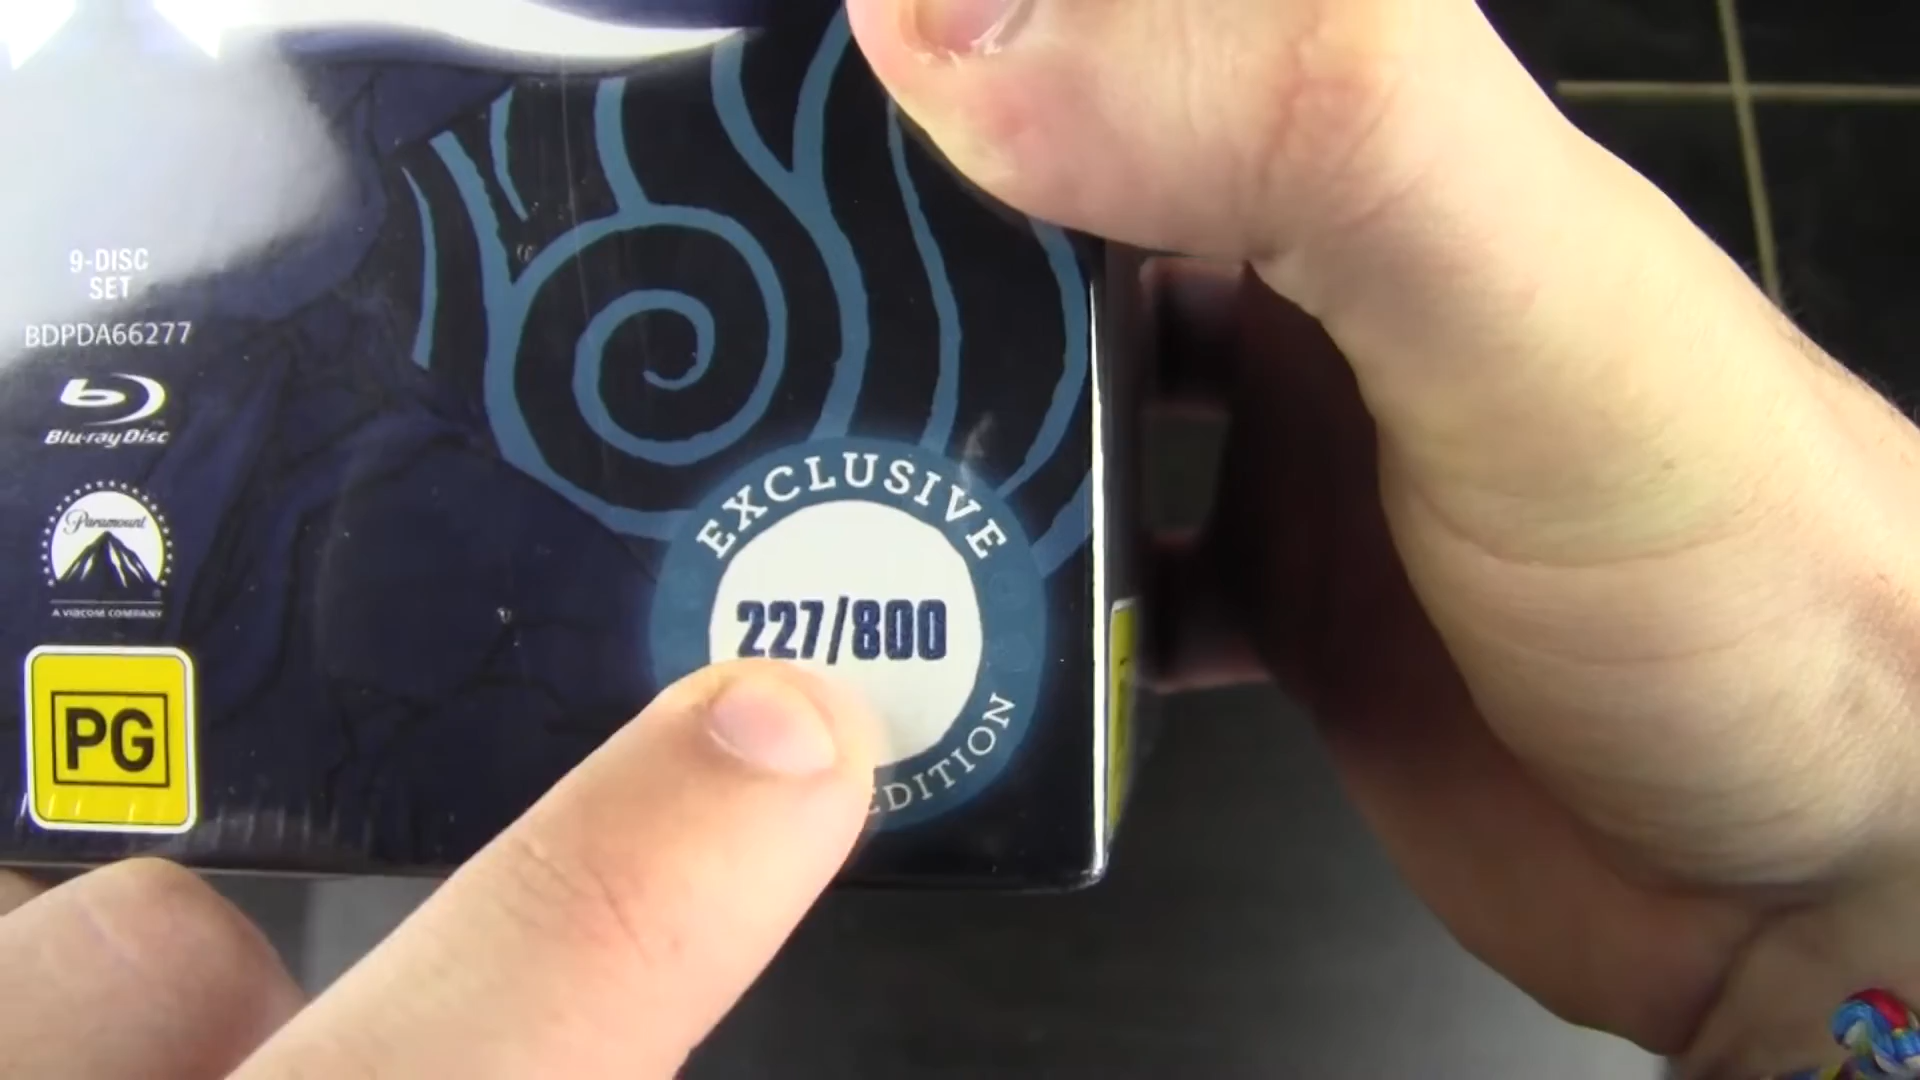 9-DISC
SET
BDPDA66277
Blu-ray Disc
Paramount
A VIACOM COMPANY
PG
EXCLUSIVE
227/800
EDITION